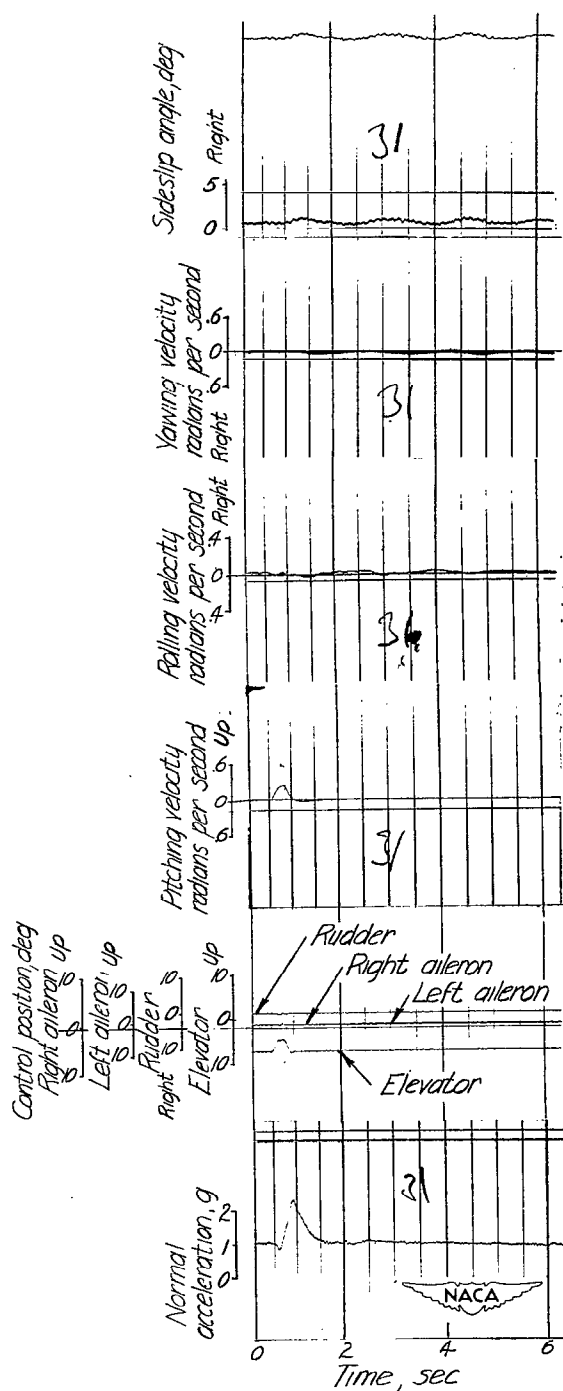 Sideslip angle, deg
Right
5
0
31
Yawing velocity
radians per second
Right
.6
0
.6
31
Rolling velocity
radians per second
Right
.4
0
.4
31
Pitching velocity
radians per second
Up
.6
0
.6
31
Control position, deg
Right aileron
Up
10
0
10
Left aileron
Up
10
0
10
Rudder
Right
10
0
10
Elevator
Up
10
0
10
Rudder
Right aileron
Left aileron
Elevator
Normal
acceleration, g
2
1
0
31
NACA
0 2 4 6
Time, sec